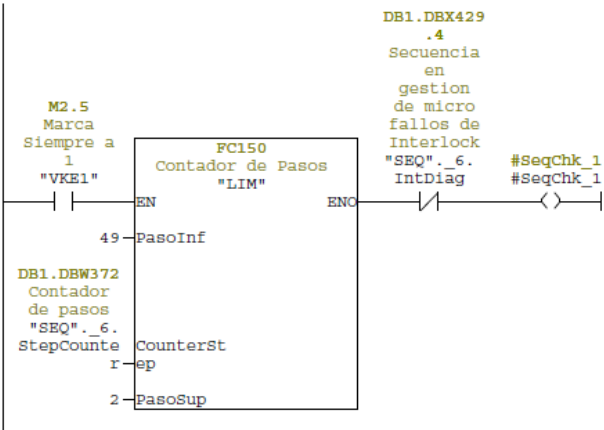 DB1.DBX429
.4
Secuencia
en
gestion
de micro
fallos de
Interlock
"SEQ"._6.
IntDiag
#SeqChk_1
#SeqChk_1
M2.5
Marca
Siempre a
1
"VKE1"
FC150
Contador de Pasos
"LIM"
EN
ENO
49
PasoInf
DB1.DBW372
Contador
de pasos
"SEQ"._6.
StepCounte
r
CounterSt
ep
2
PasoSup